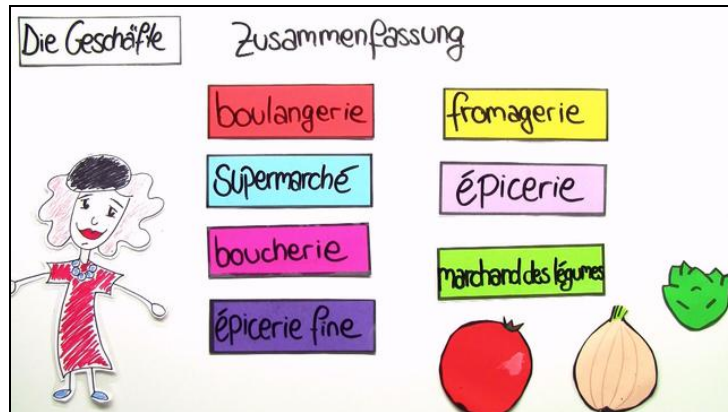 Die Geschäfte
Zusammenfassung
boulangerie
Supermarché
boucherie
épicerie fine
fromagerie
épicerie
marchand des légumes